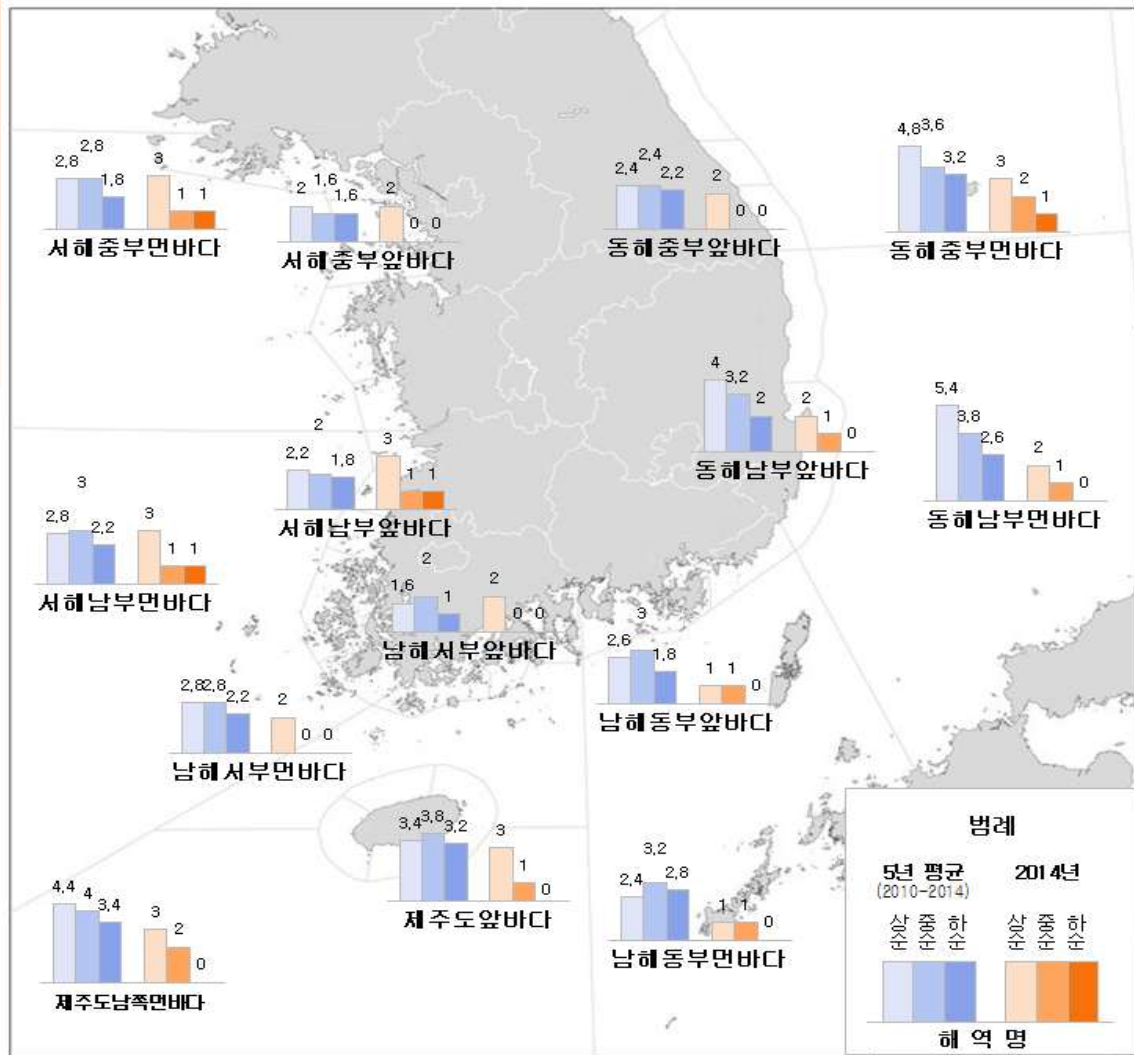 2,8 2,8 1,8 3 1 1
서해중부먼바다
2 1,6 1,6 2 0 0
서해중부앞바다
2,4 2,4 2,2 2 0 0
동해중부앞바다
4,8 3,6 3,2 3 2 1
동해중부먼바다
4 3,2 2 2 1 0
동해남부앞바다
5,4 3,8 2,6 2 1 0
동해남부먼바다
2,2 2 1,8 3 1 1
서해남부앞바다
2,8 3 2,2 3 1 1
서해남부먼바다
1,6 2 1 2 0 0
남해서부앞바다
2,6 3 1,8 1 1 0
남해동부앞바다
2,8 2,8 2,2 2 0 0
남해서부먼바다
3,4 3,8 3,2 3 1 0
제주도앞바다
2,4 3,2 2,8 1 1 0
남해동부먼바다
4,4 4 3,4 3 2 0
제주도남쪽먼바다
범례
5년 평균 2014년
(2010-2014)
상순 중순 하순 상순 중순 하순
해 역 명